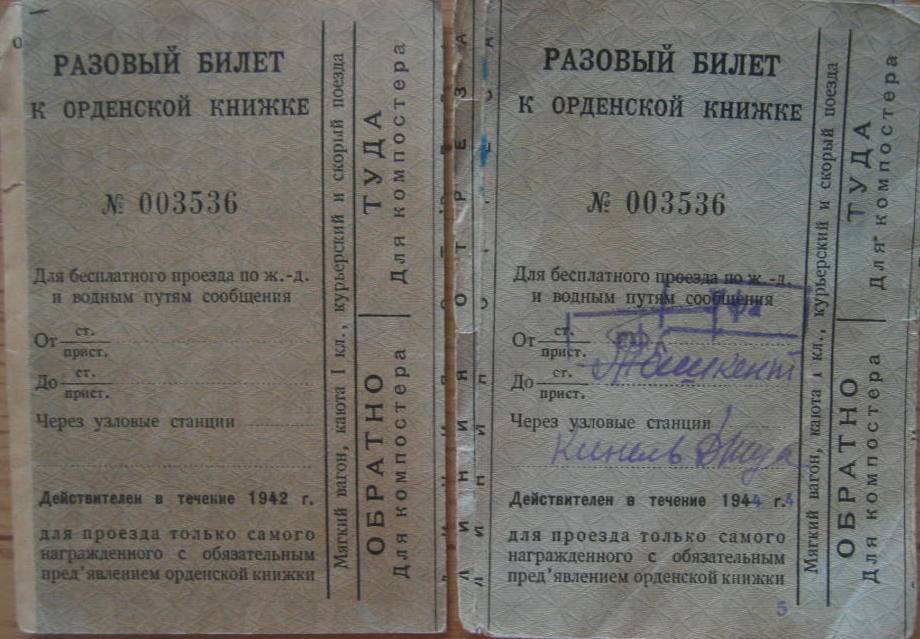 РАЗОВЫЙ БИЛЕТ
К ОРДЕНСКОЙ КНИЖКЕ
№ 003536
Для бесплатного проезда по ж.-д.
и водным путям сообщения
От ст.
прист.
До ст.
прист.
Через узловые станции
Действителен в течение 1942 г.
для проезда только самого
награжденного с обязательным
пред'явлением орденской книжки
Мягкий вагон, каюта I кл., курьерский и скорый поезда
ТУДА
Для компостера
ОБРАТНО
Для компостера
ЛИНИЯ ОТРЕЗА
РАЗОВЫЙ БИЛЕТ
К ОРДЕНСКОЙ КНИЖКЕ
№ 003536
Для бесплатного проезда по ж.-д.
и водным путям сообщения
От ст.
прист.
До ст.
прист.
Ташкент
Через узловые станции
Кинель
Действителен в течение 1944 г.
для проезда только самого
награжденного с обязательным
пред'явлением орденской книжки
5
Мягкий вагон, каюта I кл., курьерский и скорый поезда
ТУДА
Для компостера
ОБРАТНО
Для компостера